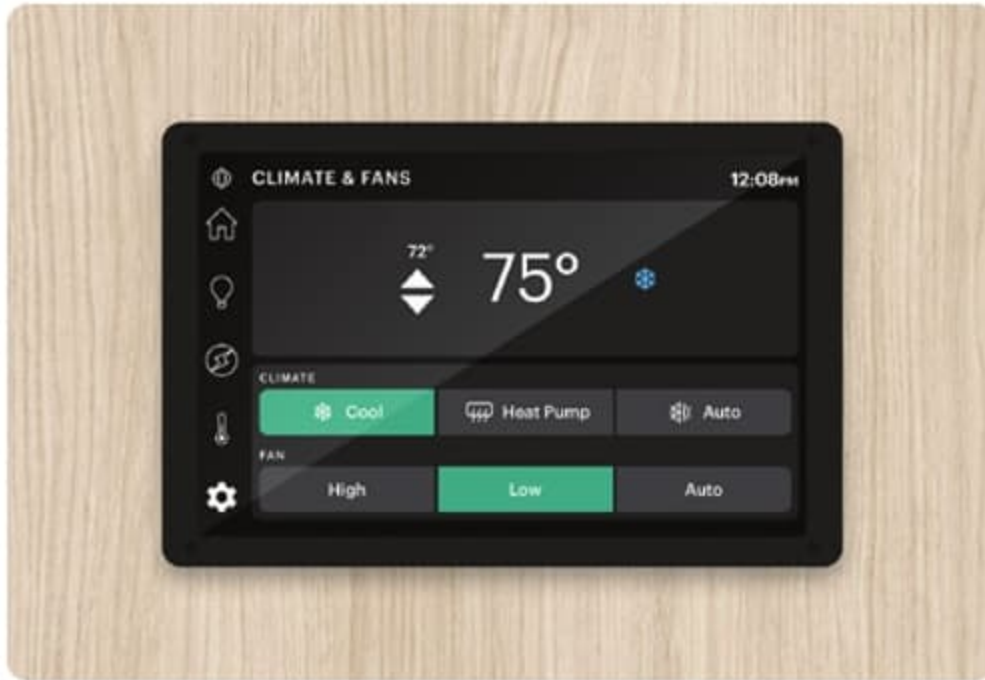 CLIMATE & FANS
12:08PM
72°
75°
CLIMATE
Cool
Heat Pump
Auto
FAN
High
Low
Auto